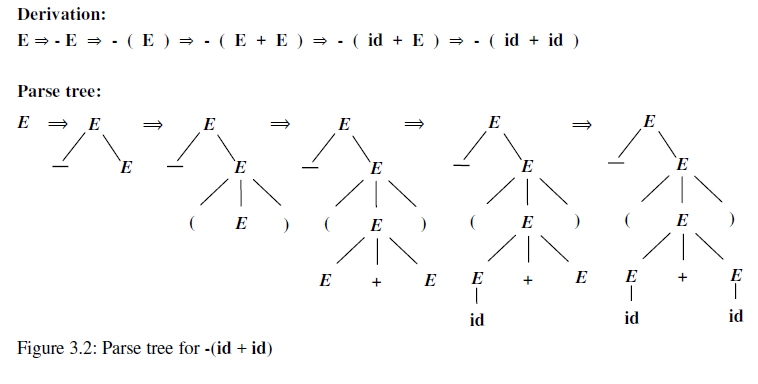 Derivation:
E ⇒ - E ⇒ - ( E ) ⇒ - ( E + E ) ⇒ - ( id + E ) ⇒ - ( id + id )
Parse tree:
E ⇒ E ⇒ E ⇒ E ⇒ E ⇒ E
— E — E — E — E — E
( E ) ( E ) ( E ) ( E )
E + E E + E E + E
id id id
Figure 3.2: Parse tree for -(id + id)